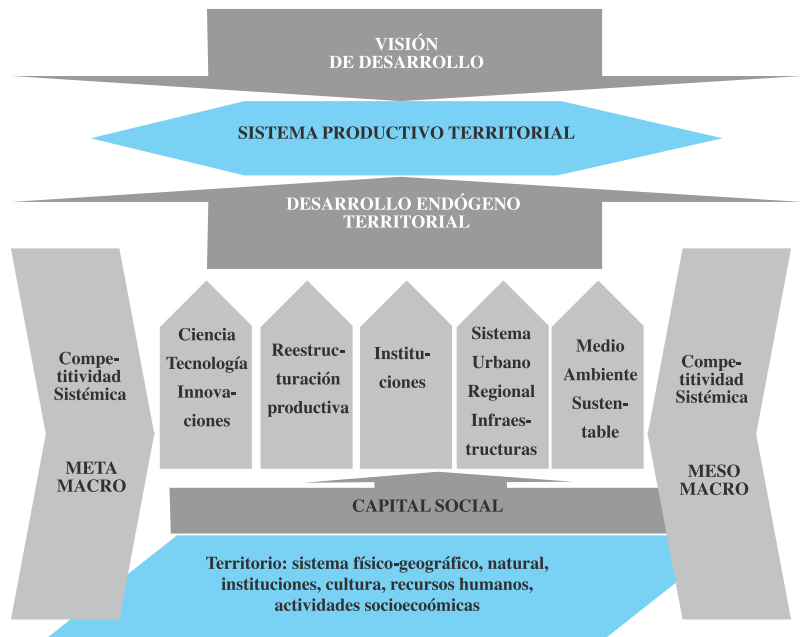 VISIÓN
DE DESARROLLO
SISTEMA PRODUCTIVO TERRITORIAL
DESARROLLO ENDÓGENO
TERRITORIAL
Compe-
titividad
Sistémica
META
MACRO
Ciencia
Tecnología
Innova-
ciones
Reestruc-
turación
productiva
Institu-
ciones
Sistema
Urbano
Regional
Infraes-
tructuras
Medio
Ambiente
Susten-
table
Compe-
titividad
Sistémica
MESO
MACRO
CAPITAL SOCIAL
Territorio: sistema físico-geográfico, natural,
instituciones, cultura, recursos humanos,
actividades socioecoómicas